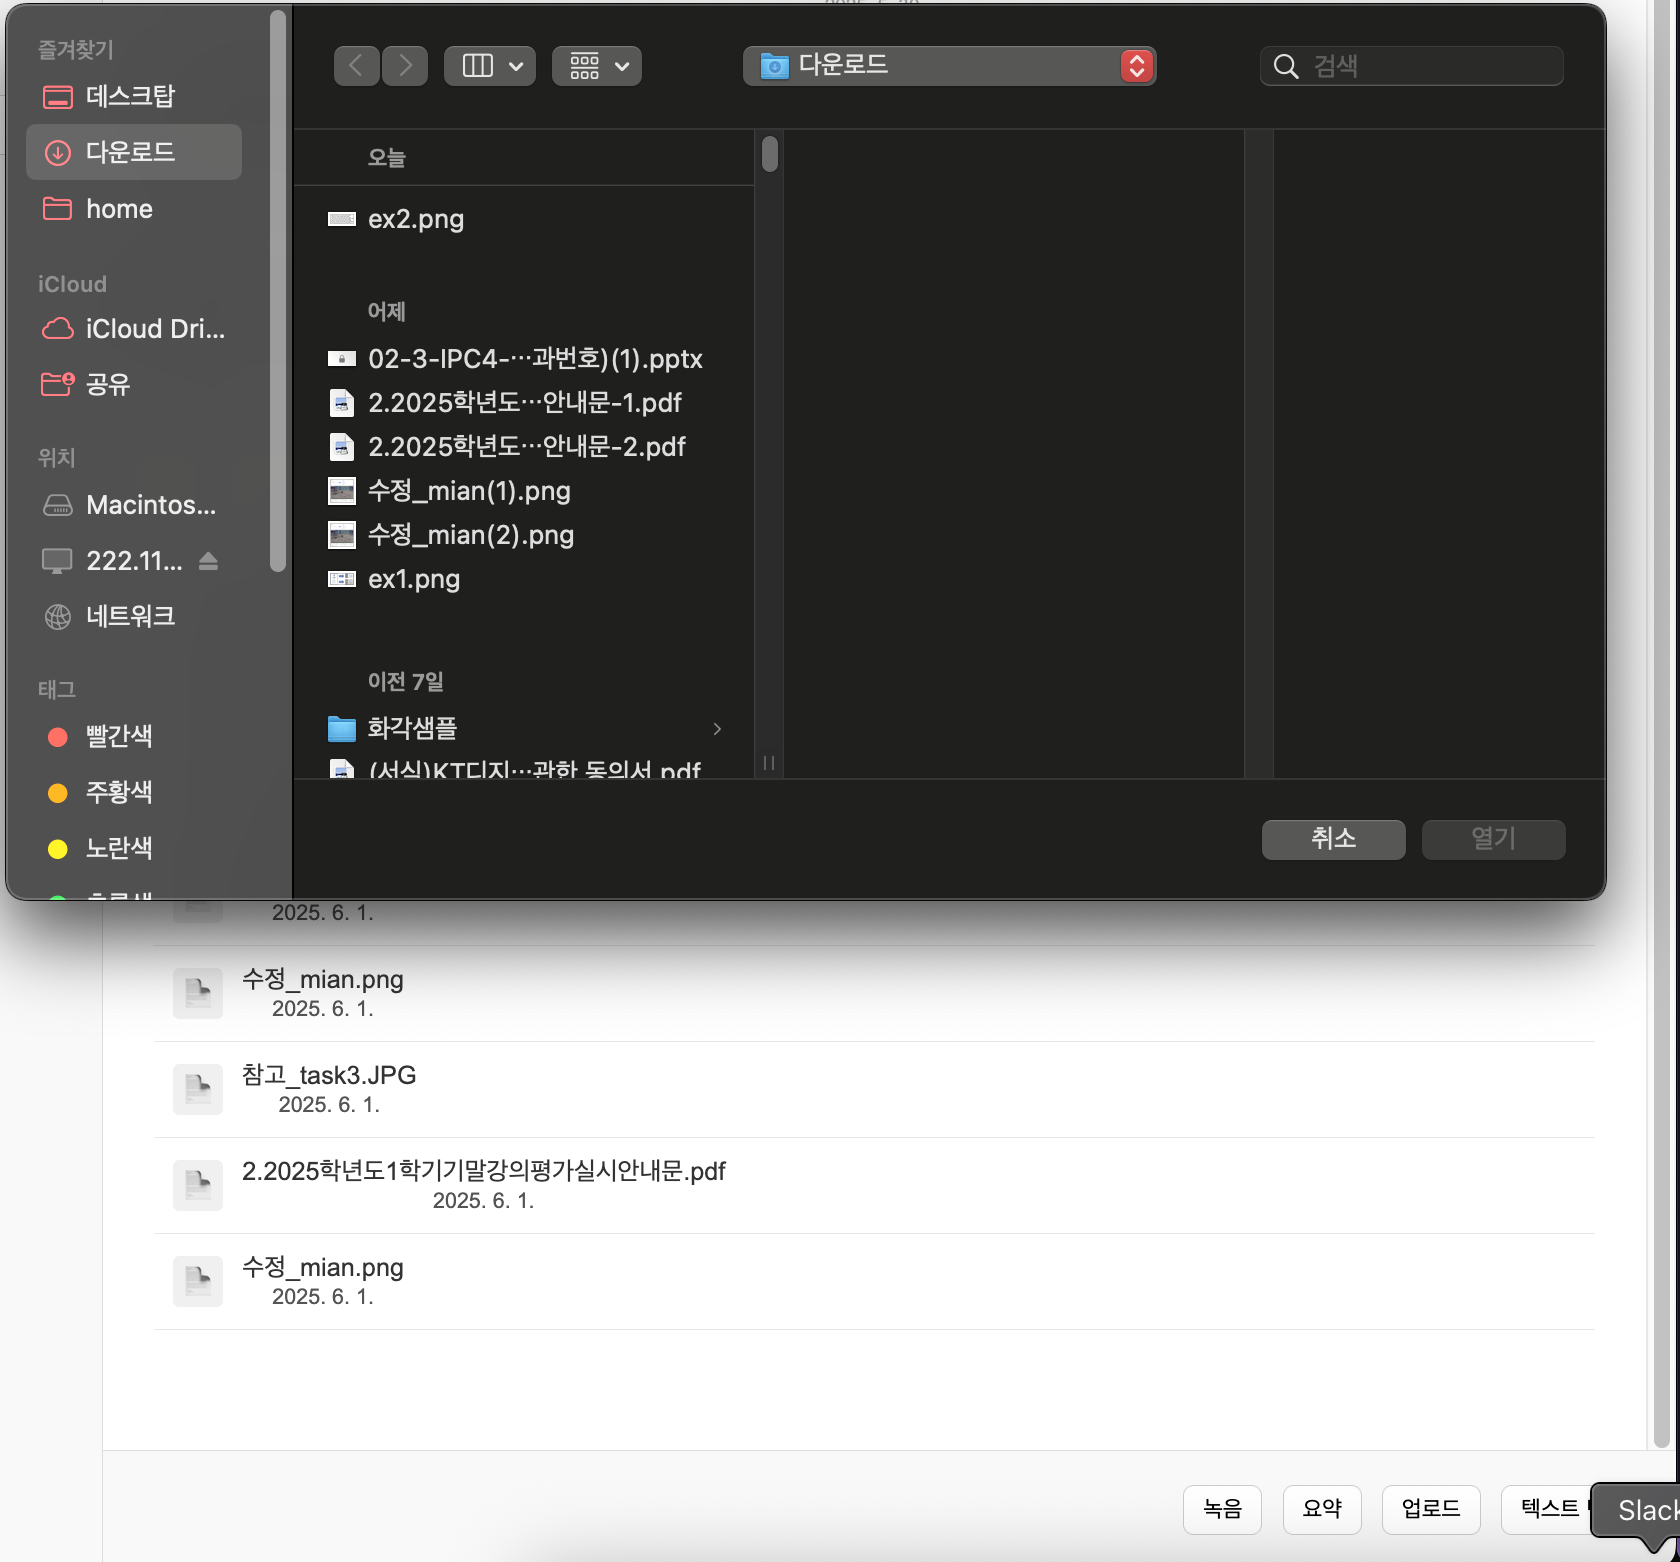 즐겨찾기
데스크탑
다운로드
home
iCloud
iCloud Dri...
공유
위치
Macintos...
222.11...
네트워크
태그
빨간색
주황색
노란색
초록색
다운로드
검색
오늘
ex2.png
어제
02-3-IPC4-…과번호)(1).pptx
2.2025학년도…안내문-1.pdf
2.2025학년도…안내문-2.pdf
수정_mian(1).png
수정_mian(2).png
ex1.png
이전 7일
화각샘플
(서식)KT디지…관한 동의서.pdf
취소
열기
2025. 6. 1.
수정_mian.png
2025. 6. 1.
참고_task3.JPG
2025. 6. 1.
2.2025학년도1학기기말강의평가실시안내문.pdf
2025. 6. 1.
수정_mian.png
2025. 6. 1.
녹음
요약
업로드
텍스트
Slack